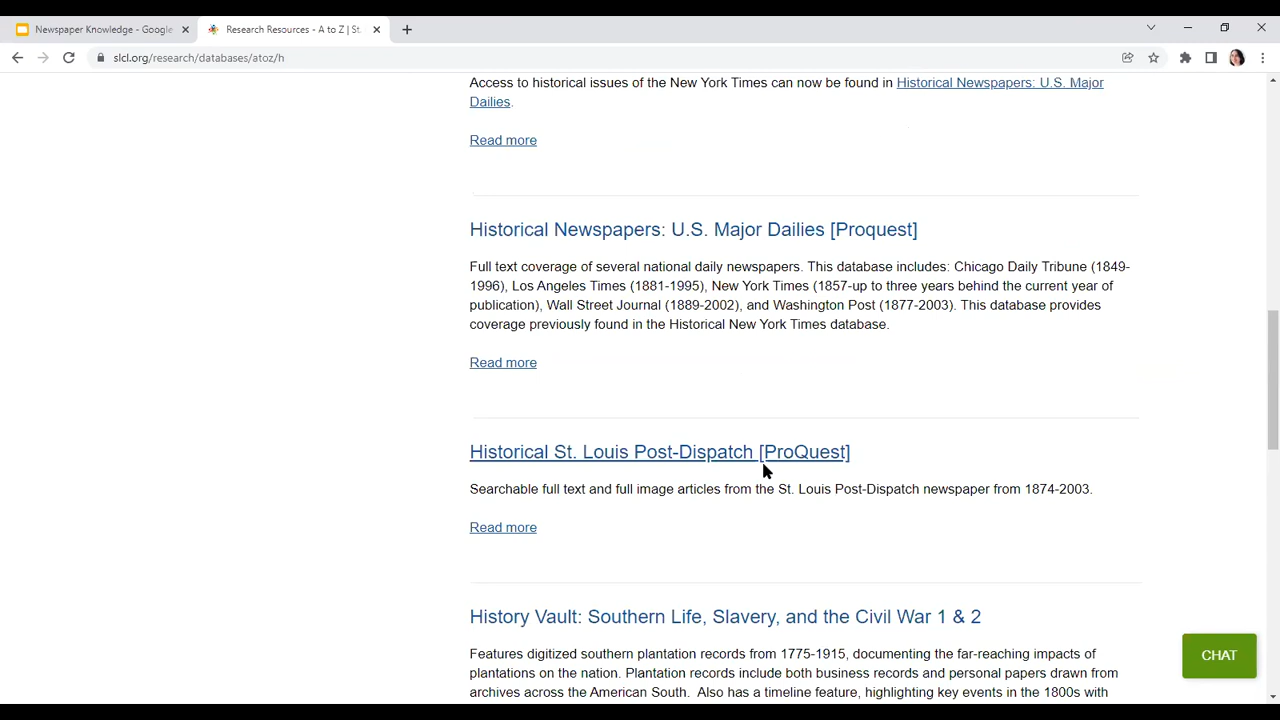 Newspaper Knowledge - Google
Research Resources - A to Z | St.
slcl.org/research/databases/atoz/h
Access to historical issues of the New York Times can now be found in Historical Newspapers: U.S. Major
Dailies.
Read more
Historical Newspapers: U.S. Major Dailies [Proquest]
Full text coverage of several national daily newspapers. This database includes: Chicago Daily Tribune (1849-
1996), Los Angeles Times (1881-1995), New York Times (1857-up to three years behind the current year of
publication), Wall Street Journal (1889-2002), and Washington Post (1877-2003). This database provides
coverage previously found in the Historical New York Times database.
Read more
Historical St. Louis Post-Dispatch [ProQuest]
Searchable full text and full image articles from the St. Louis Post-Dispatch newspaper from 1874-2003.
Read more
History Vault: Southern Life, Slavery, and the Civil War 1 & 2
Features digitized southern plantation records from 1775-1915, documenting the far-reaching impacts of
plantations on the nation. Plantation records include both business records and personal papers drawn from
archives across the American South. Also has a timeline feature, highlighting key events in the 1800s with
CHAT